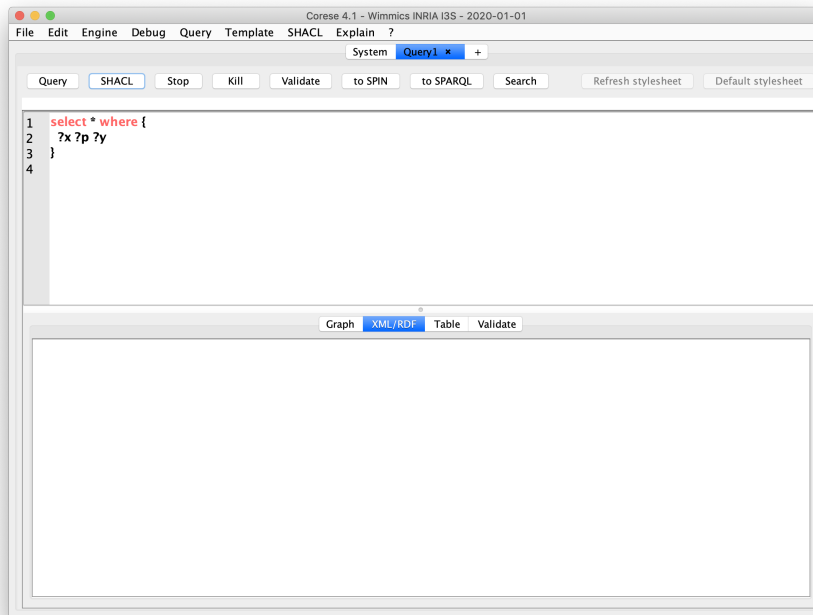 Corese 4.1 - Wimmics INRIA I3S - 2020-01-01
File Edit Engine Debug Query Template SHACL Explain ?
System Query1 × +
Query SHACL Stop Kill Validate to SPIN to SPARQL Search Refresh stylesheet Default stylesheet
1 select * where {
2 ?x ?p ?y
3 }
4
Graph XML/RDF Table Validate